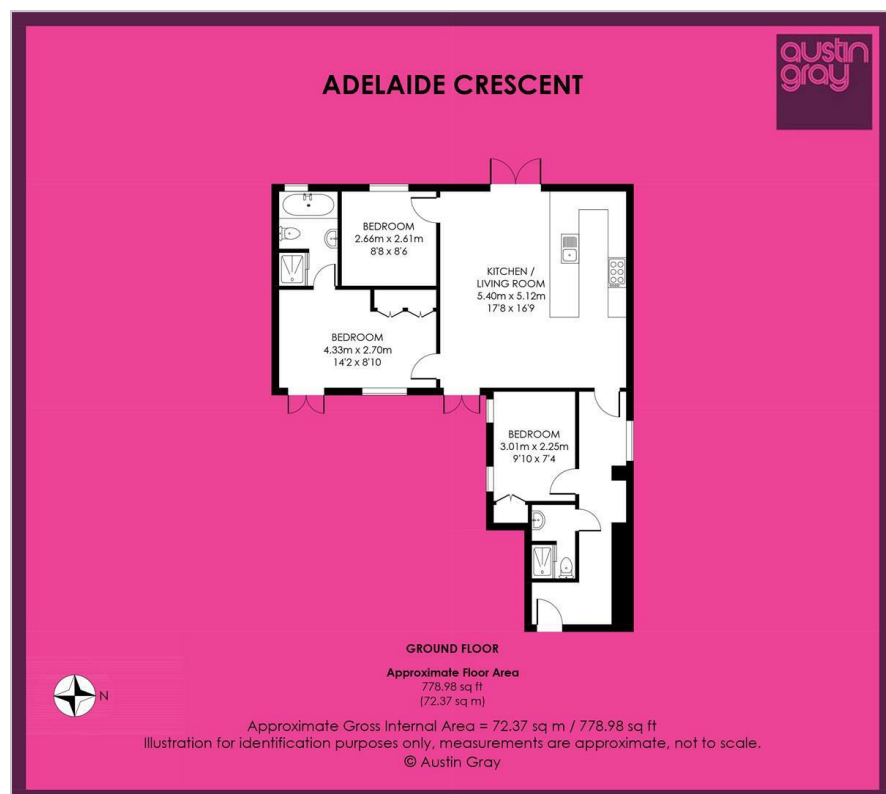 austin
gray
ADELAIDE CRESCENT
BEDROOM
2.66m x 2.61m
8'8 x 8'6
KITCHEN /
LIVING ROOM
5.40m x 5.12m
17'8 x 16'9
BEDROOM
4.33m x 2.70m
14'2 x 8'10
BEDROOM
3.01m x 2.25m
9'10 x 7'4
GROUND FLOOR
Approximate Floor Area
778.98 sq ft
(72.37 sq m)
N
Approximate Gross Internal Area = 72.37 sq m / 778.98 sq ft
Illustration for identification purposes only, measurements are approximate, not to scale.
© Austin Gray